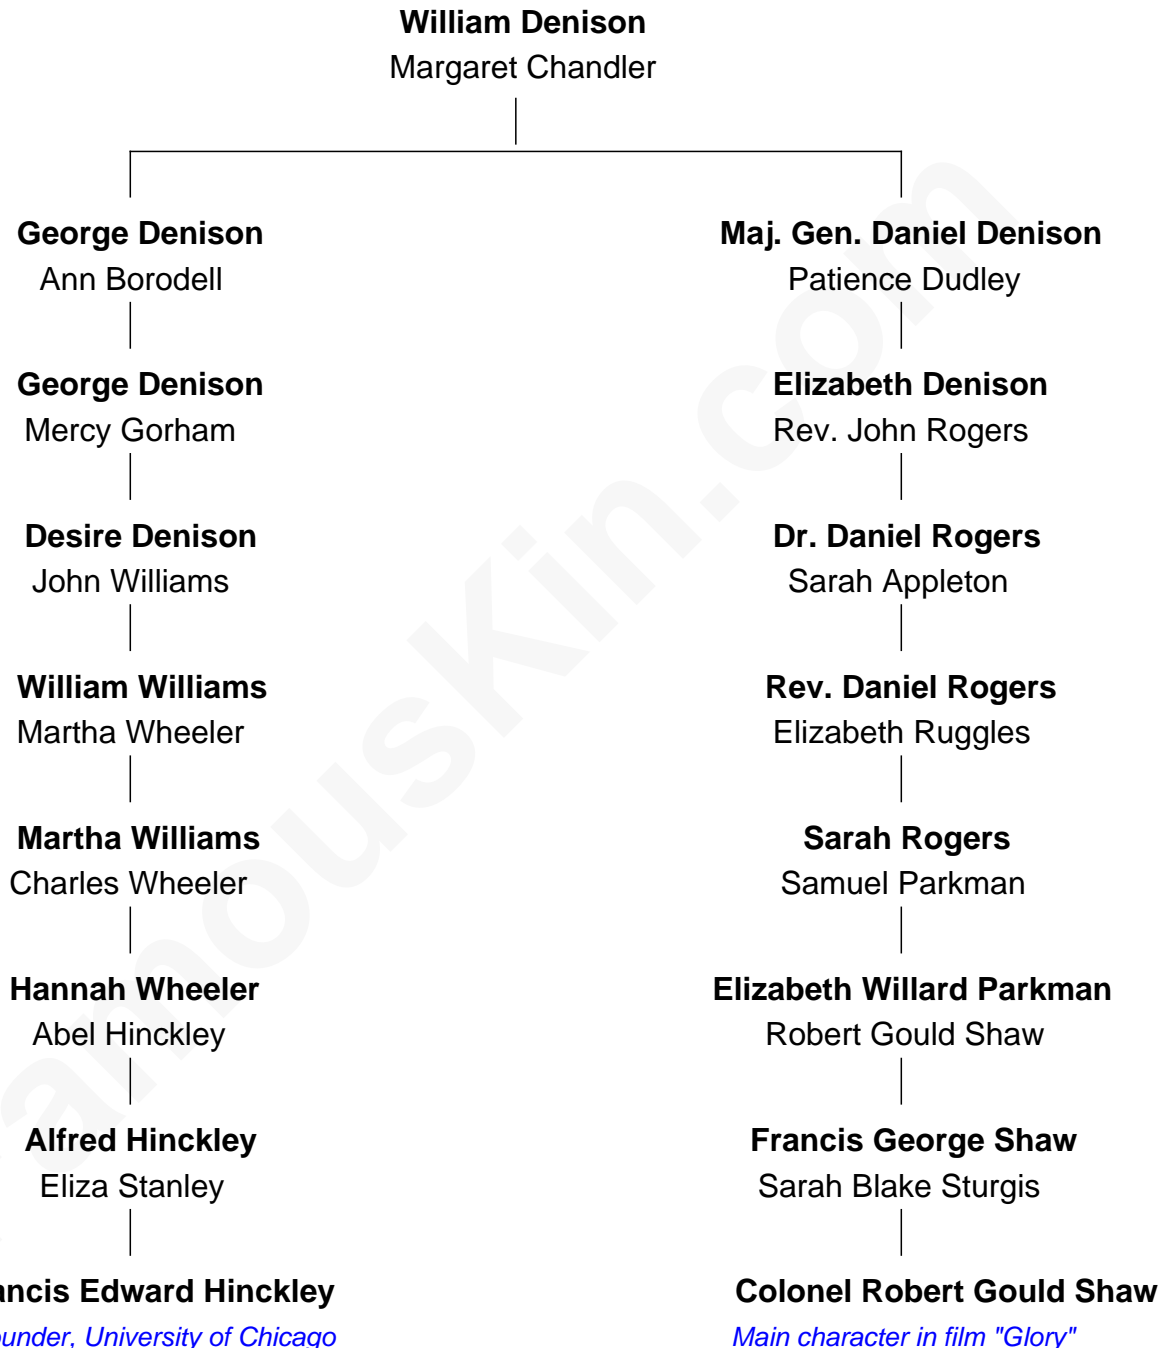 William Denison
Margaret Chandler
George Denison
Ann Borodell
George Denison
Mercy Gorham
Desire Denison
John Williams
William Williams
Martha Wheeler
Martha Williams
Charles Wheeler
Hannah Wheeler
Abel Hinckley
Alfred Hinckley
Eliza Stanley
ancis Edward Hinckley
ounder, University of Chicago
Maj. Gen. Daniel Denison
Patience Dudley
Elizabeth Denison
Rev. John Rogers
Dr. Daniel Rogers
Sarah Appleton
Rev. Daniel Rogers
Elizabeth Ruggles
Sarah Rogers
Samuel Parkman
Elizabeth Willard Parkman
Robert Gould Shaw
Francis George Shaw
Sarah Blake Sturgis
Colonel Robert Gould Shaw
Main character in film "Glory"
amousKin.com